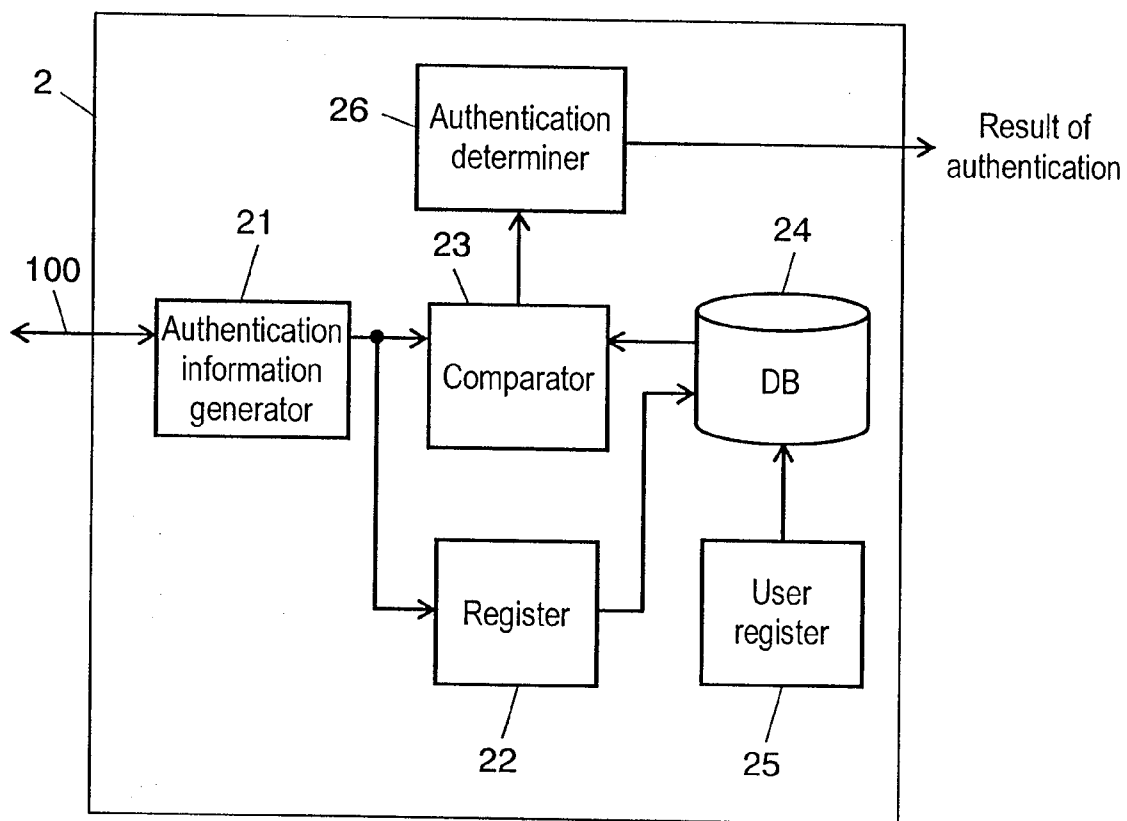 2
26
Authentication
determiner
Result of
authentication
21
23
24
100
Authentication
information
generator
Comparator
DB
Register
User
register
22
25